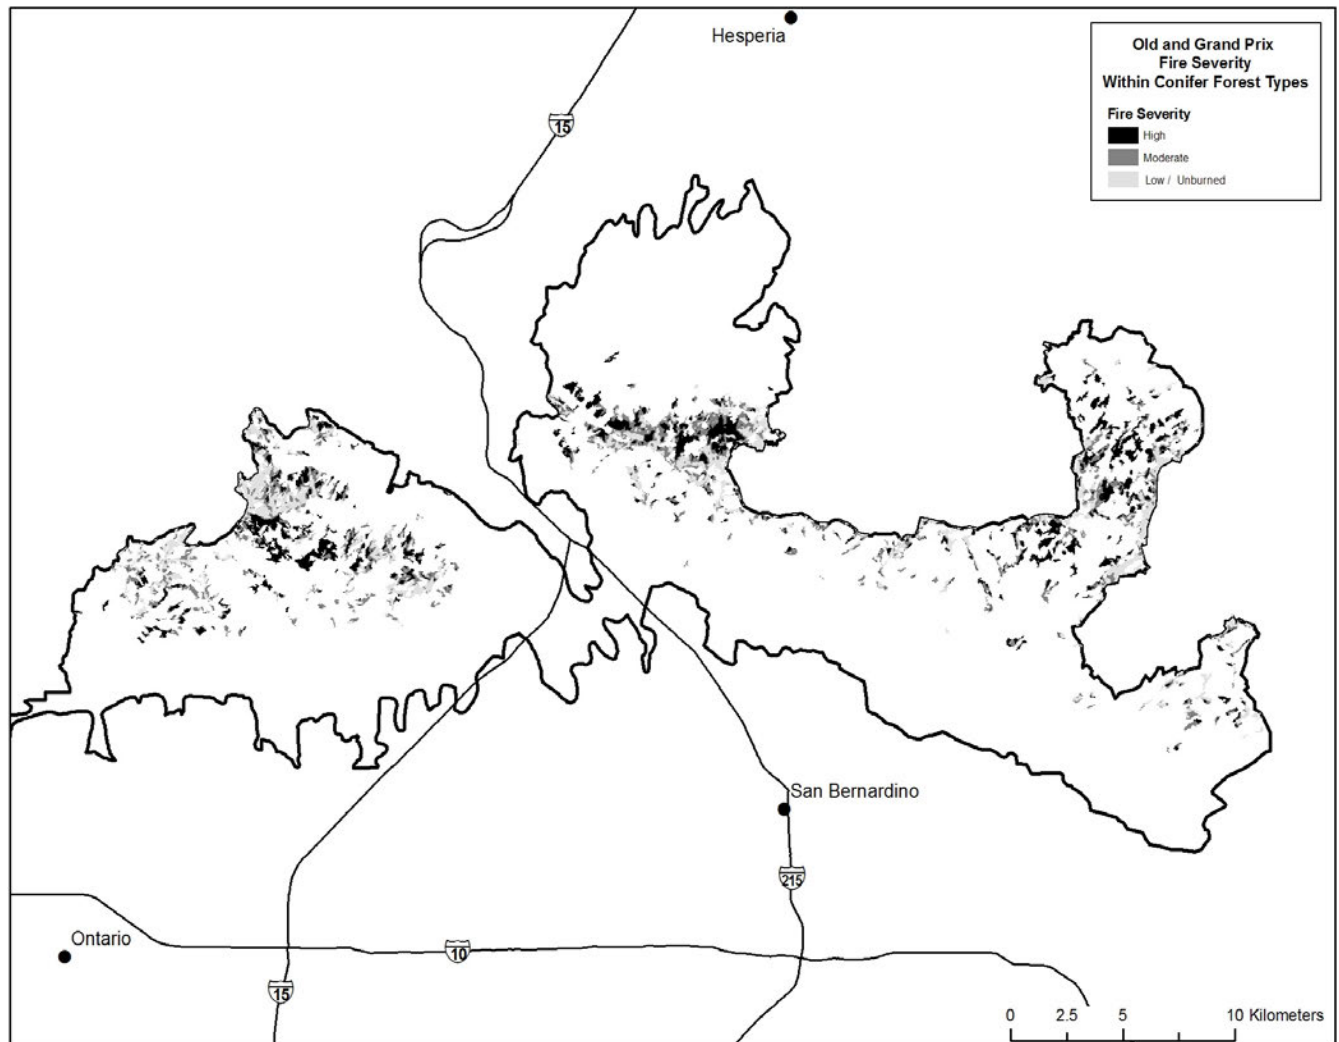 Hesperia
Old and Grand Prix
Fire Severity
Within Conifer Forest Types
Fire Severity
High
Moderate
Low / Unburned
15
San Bernardino
215
Ontario
10
15
0 2.5 5 10 Kilometers